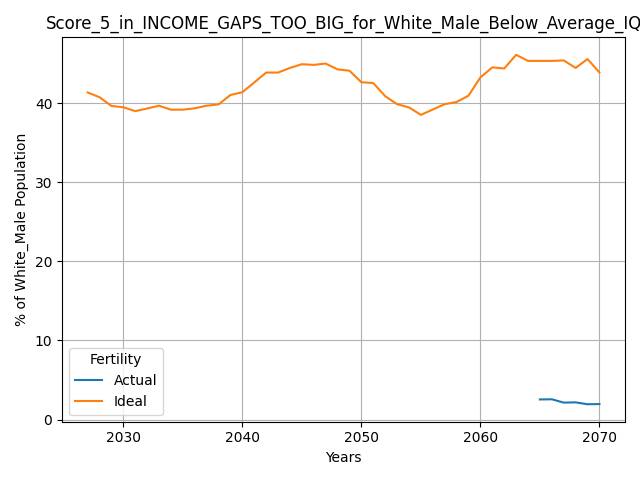 Score_5_in_INCOME_GAPS_TOO_BIG_for_White_Male_Below_Average_IQ
% of White_Male Population
40
30
20
10
0
Fertility
Actual
Ideal
2030 2040 2050 2060 2070
Years